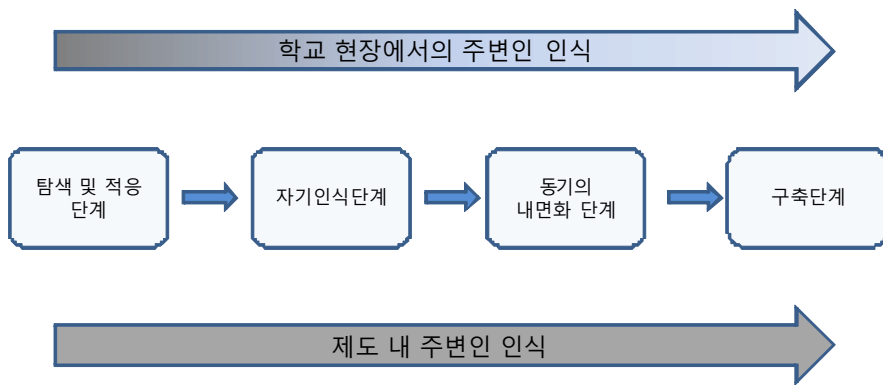 학교 현장에서의 주변인 인식
탐색 및 적응
단계
자기인식단계
동기의
내면화 단계
구축단계
제도 내 주변인 인식